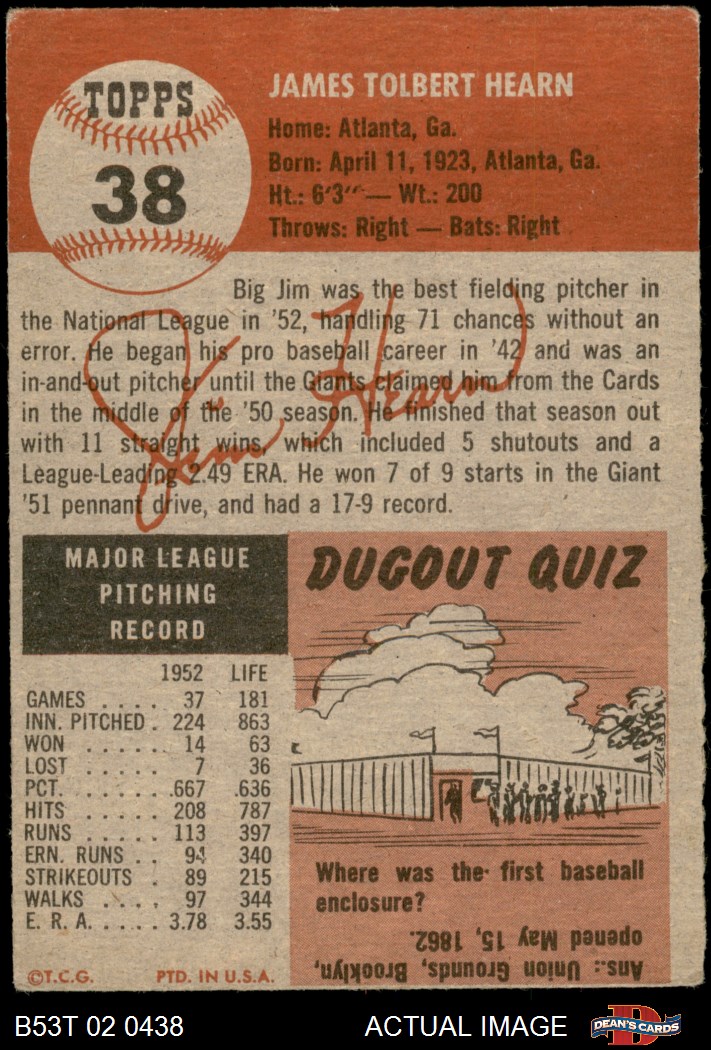 TOPPS
38
JAMES TOLBERT HEARN
Home: Atlanta, Ga.
Born: April 11, 1923, Atlanta, Ga.
Ht.: 6'3" — Wt.: 200
Throws: Right — Bats: Right
Big Jim was the best fielding pitcher in
the National League in '52, handling 71 chances without an
error. He began his pro baseball career in '42 and was an
in-and-out pitcher until the Giants claimed him from the Cards
in the middle of the '50 season. He finished that season out
with 11 straight wins, which included 5 shutouts and a
League-Leading 2.49 ERA. He won 7 of 9 starts in the Giant
'51 pennant drive, and had a 17-9 record.
Jim Hearn
MAJOR LEAGUE
PITCHING
RECORD
1952 LIFE
GAMES .... 37 181
INN. PITCHED . 224 863
WON ...... 14 63
LOST ...... 7 36
PCT. ...... .667 .636
HITS ...... 208 787
RUNS ..... 113 397
ERN. RUNS .. 94 340
STRIKEOUTS . 89 215
WALKS .... 97 344
E. R. A. ..... 3.78 3.55
©T.C.G. PTD. IN U.S.A.
DUGOUT QUIZ
Where was the first baseball
enclosure?
Ans.: Union Grounds, Brooklyn,
opened May 15, 1862.
B53T 02 0438 ACTUAL IMAGE
D
DEAN'S CARDS